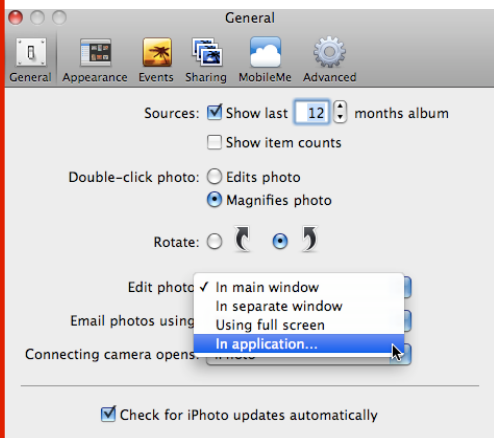 General
General Appearance Events Sharing MobileMe Advanced
Sources: Show last 12 months album
Show item counts
Double-click photo: Edits photo
Magnifies photo
Rotate:
Edit photo ✓ In main window
In separate window
Email photos using Using full screen
In application...
Connecting camera opens: iPhoto
Check for iPhoto updates automatically